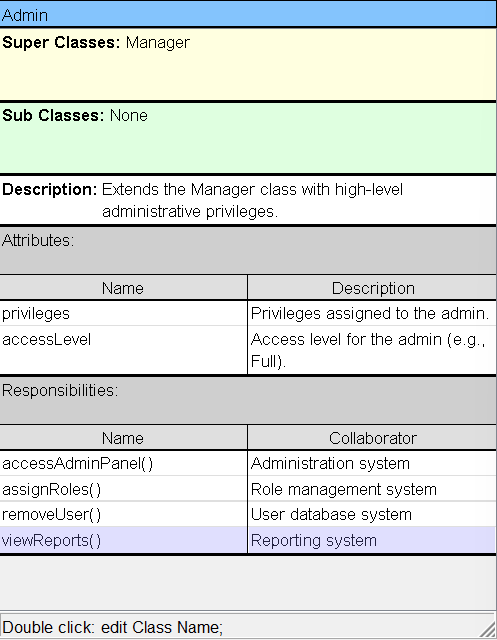 Admin
Super Classes: Manager
Sub Classes: None
Description: Extends the Manager class with high-level
administrative privileges.
Attributes:
Name Description
privileges Privileges assigned to the admin.
accessLevel Access level for the admin (e.g.,
Full).
Responsibilities:
Name Collaborator
accessAdminPanel() Administration system
assignRoles() Role management system
removeUser() User database system
viewReports() Reporting system
Double click: edit Class Name;